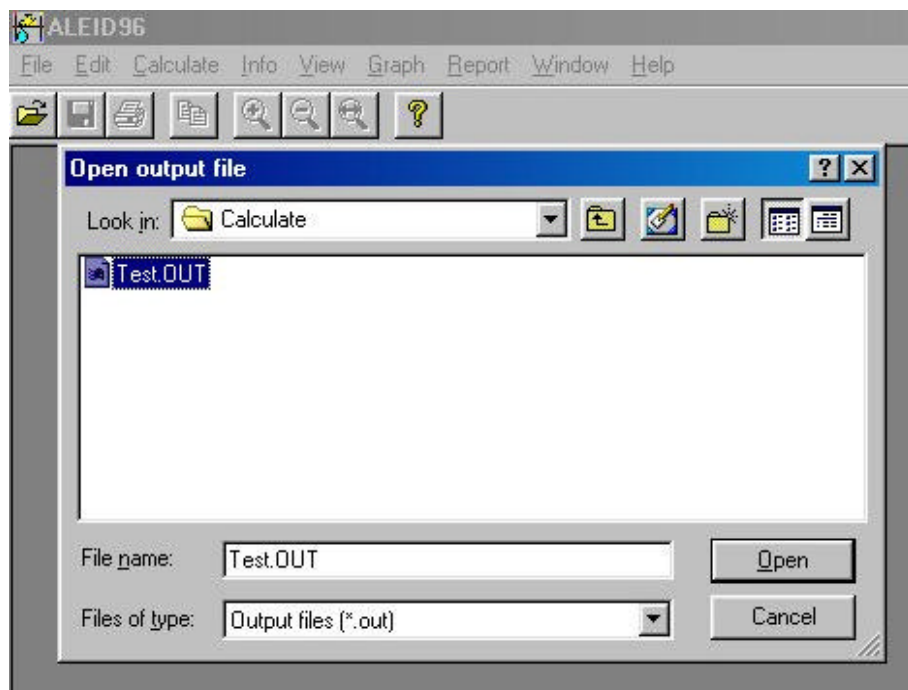 ALEID96
File Edit Calculate Info View Graph Report Window Help
Open output file
Look in: Calculate
Test.OUT
File name: Test.OUT Open
Files of type: Output files (*.out) Cancel